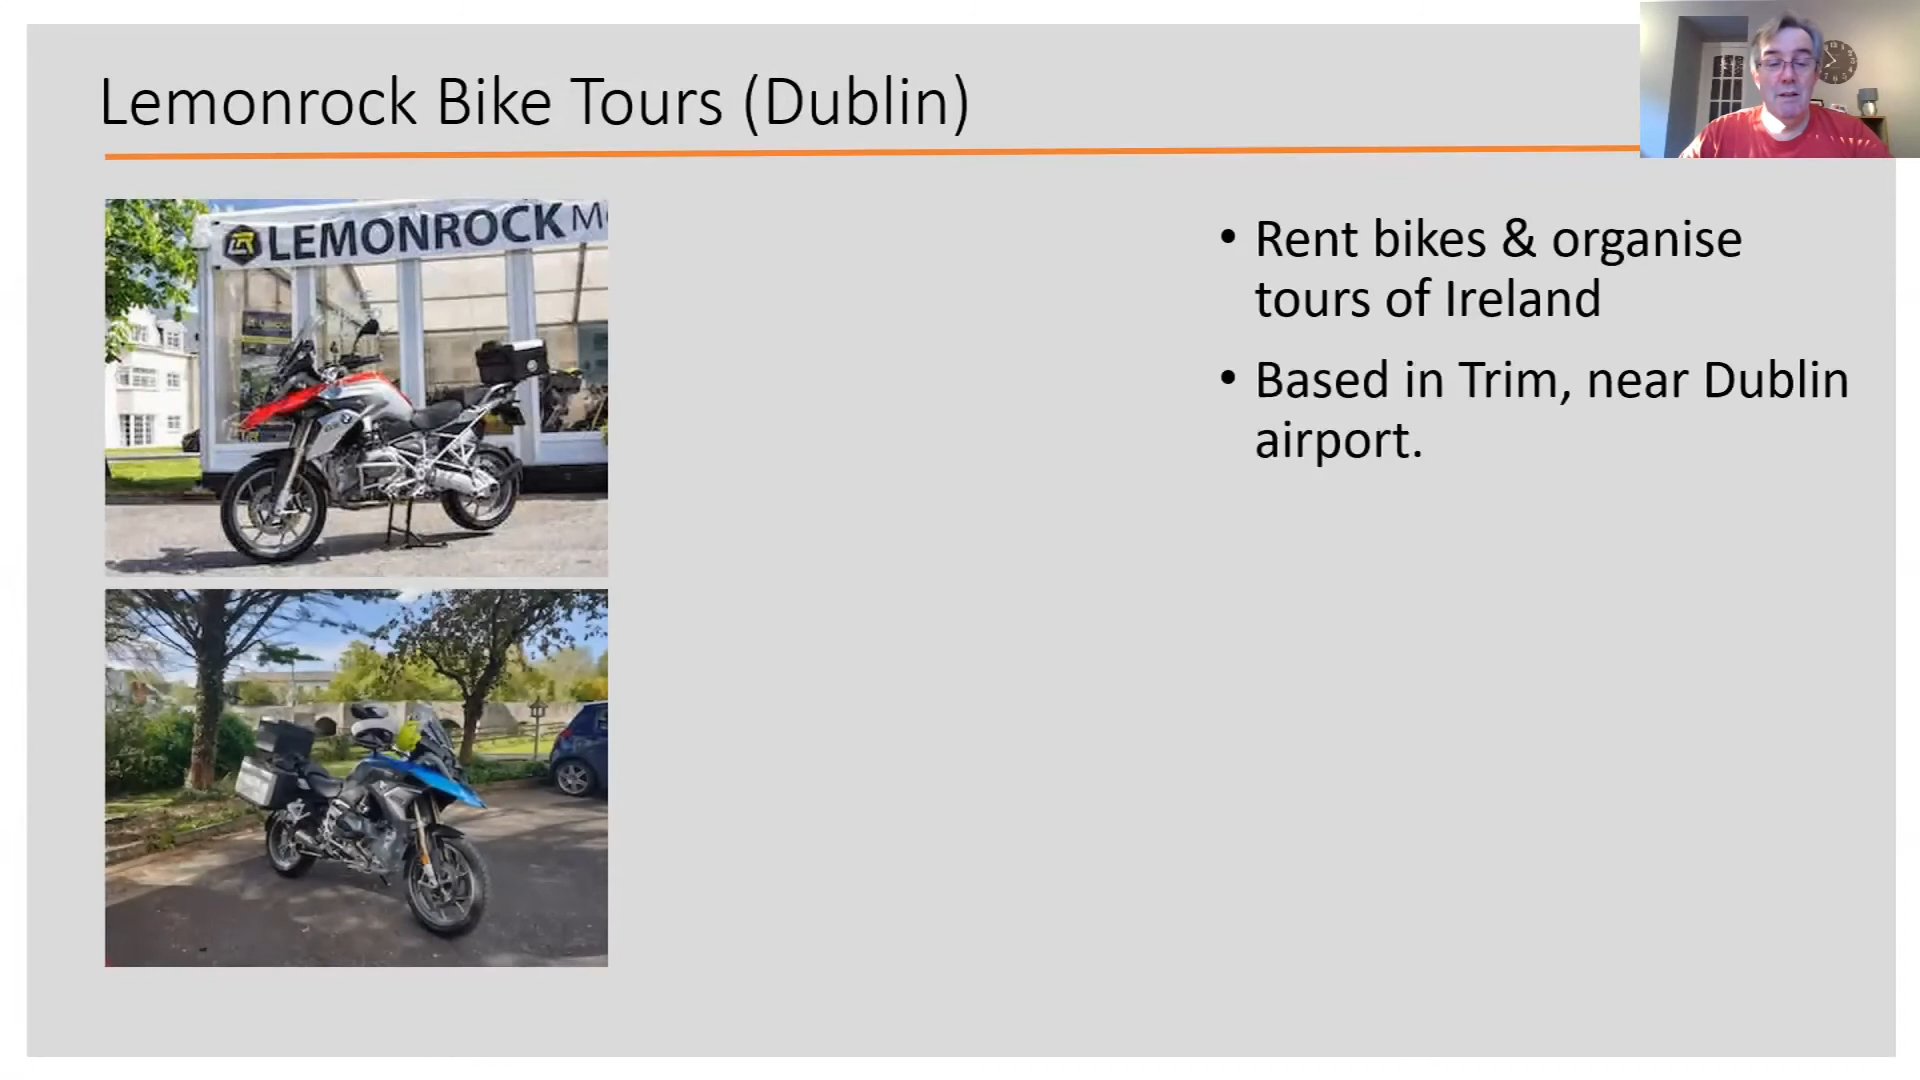 Lemonrock Bike Tours (Dublin)
LEMONROCK M
• Rent bikes & organise
tours of Ireland
• Based in Trim, near Dublin
airport.